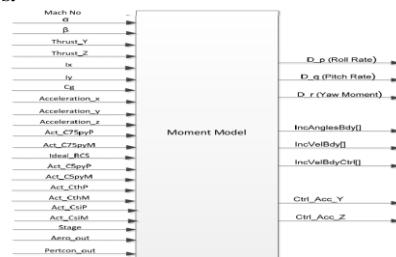 Mach No
α
β
Thrust_Y
Thrust_Z
Ix
Iy
Cg
Acceleration_x
Acceleration_y
Acceleration_z
Act_C75pyP
Act_C75pyM
Ideal_RCS
Act_C5pyP
Act_C5pyM
Act_CthP
Act_CthM
Act_CsiP
Act_CsiM
Stage
Aero_out
Pertcon_out
Moment Model
D_p (Roll Rate)
D_q (Pitch Rate)
D_r (Yaw Moment)
IncAnglesBdy[]
IncVelBdy[]
IncVelBdyCtrl[]
Ctrl_Acc_Y
Ctrl_Acc_Z